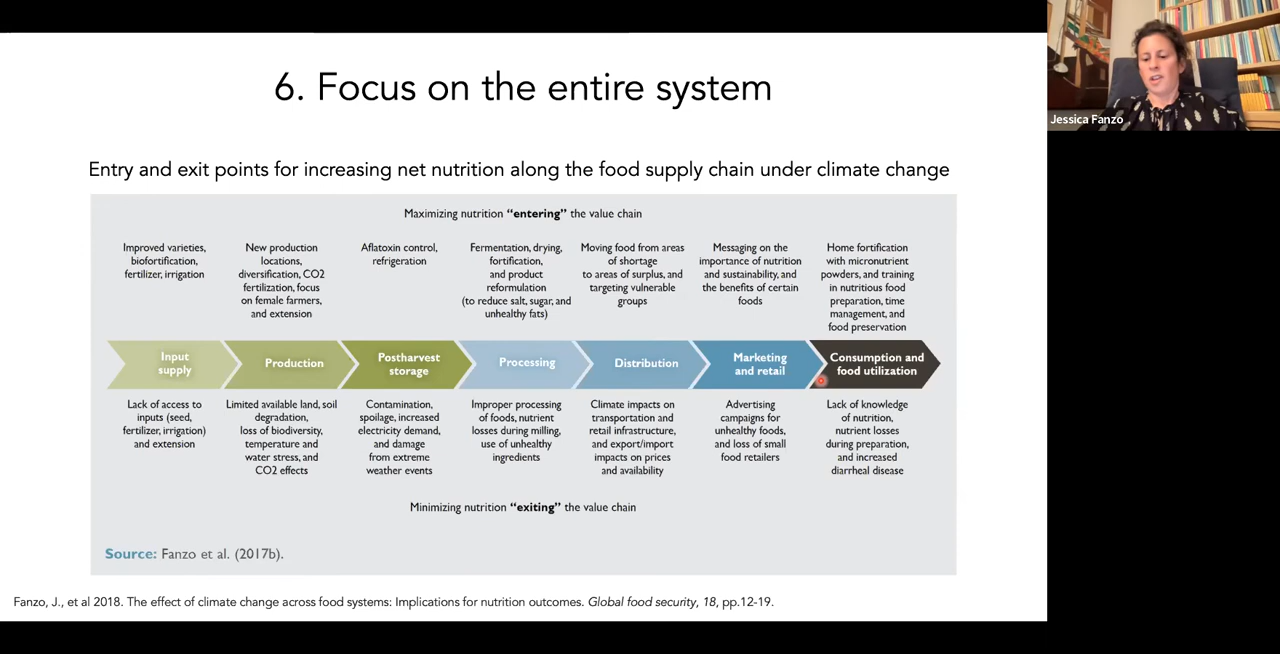 6. Focus on the entire system
Jessica Fanzo
Entry and exit points for increasing net nutrition along the food supply chain under climate change
Maximizing nutrition “entering” the value chain
Improved varieties,
biofortification,
fertilizer, irrigation
New production
locations,
diversification, CO2
fertilization, focus
on female farmers,
and extension
Aflatoxin control,
refrigeration
Fermentation, drying,
fortification,
and product
reformulation
(to reduce salt, sugar, and
unhealthy fats)
Moving food from areas
of shortage
to areas of surplus, and
targeting vulnerable
groups
Messaging on the
importance of nutrition
and sustainability, and
the benefits of certain
foods
Home fortification
with micronutrient
powders, and training
in nutritious food
preparation, time
management, and
food preservation
Input
supply
Production
Postharvest
storage
Processing
Distribution
Marketing
and retail
Consumption and
food utilization
Lack of access to
inputs (seed,
fertilizer, irrigation)
and extension
Limited available land, soil
degradation,
loss of biodiversity,
temperature and
water stress, and
CO2 effects
Contamination,
spoilage, increased
electricity demand,
and damage
from extreme
weather events
Improper processing
of foods, nutrient
losses during milling,
use of unhealthy
ingredients
Climate impacts on
transportation and
retail infrastructure,
and export/import
impacts on prices
and availability
Advertising
campaigns for
unhealthy foods,
and loss of small
food retailers
Lack of knowledge
of nutrition,
nutrient losses
during preparation,
and increased
diarrheal disease
Minimizing nutrition “exiting” the value chain
Source: Fanzo et al. (2017b).
Fanzo, J., et al 2018. The effect of climate change across food systems: Implications for nutrition outcomes. Global food security, 18, pp.12-19.